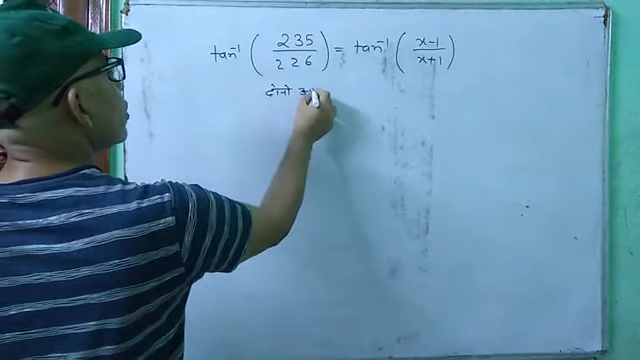 tan⁻¹ (235/226) = tan⁻¹ (x-1/x+1)
दोनो